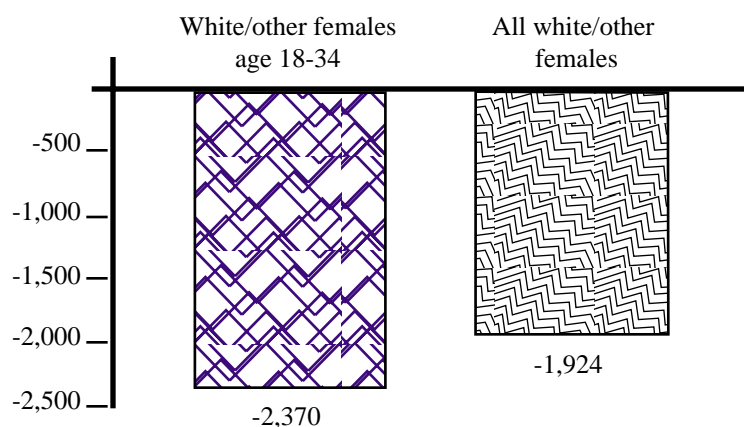 White/other females
age 18-34
All white/other
females
-500
-1,000
-1,500
-2,000
-2,500
-2,370
-1,924